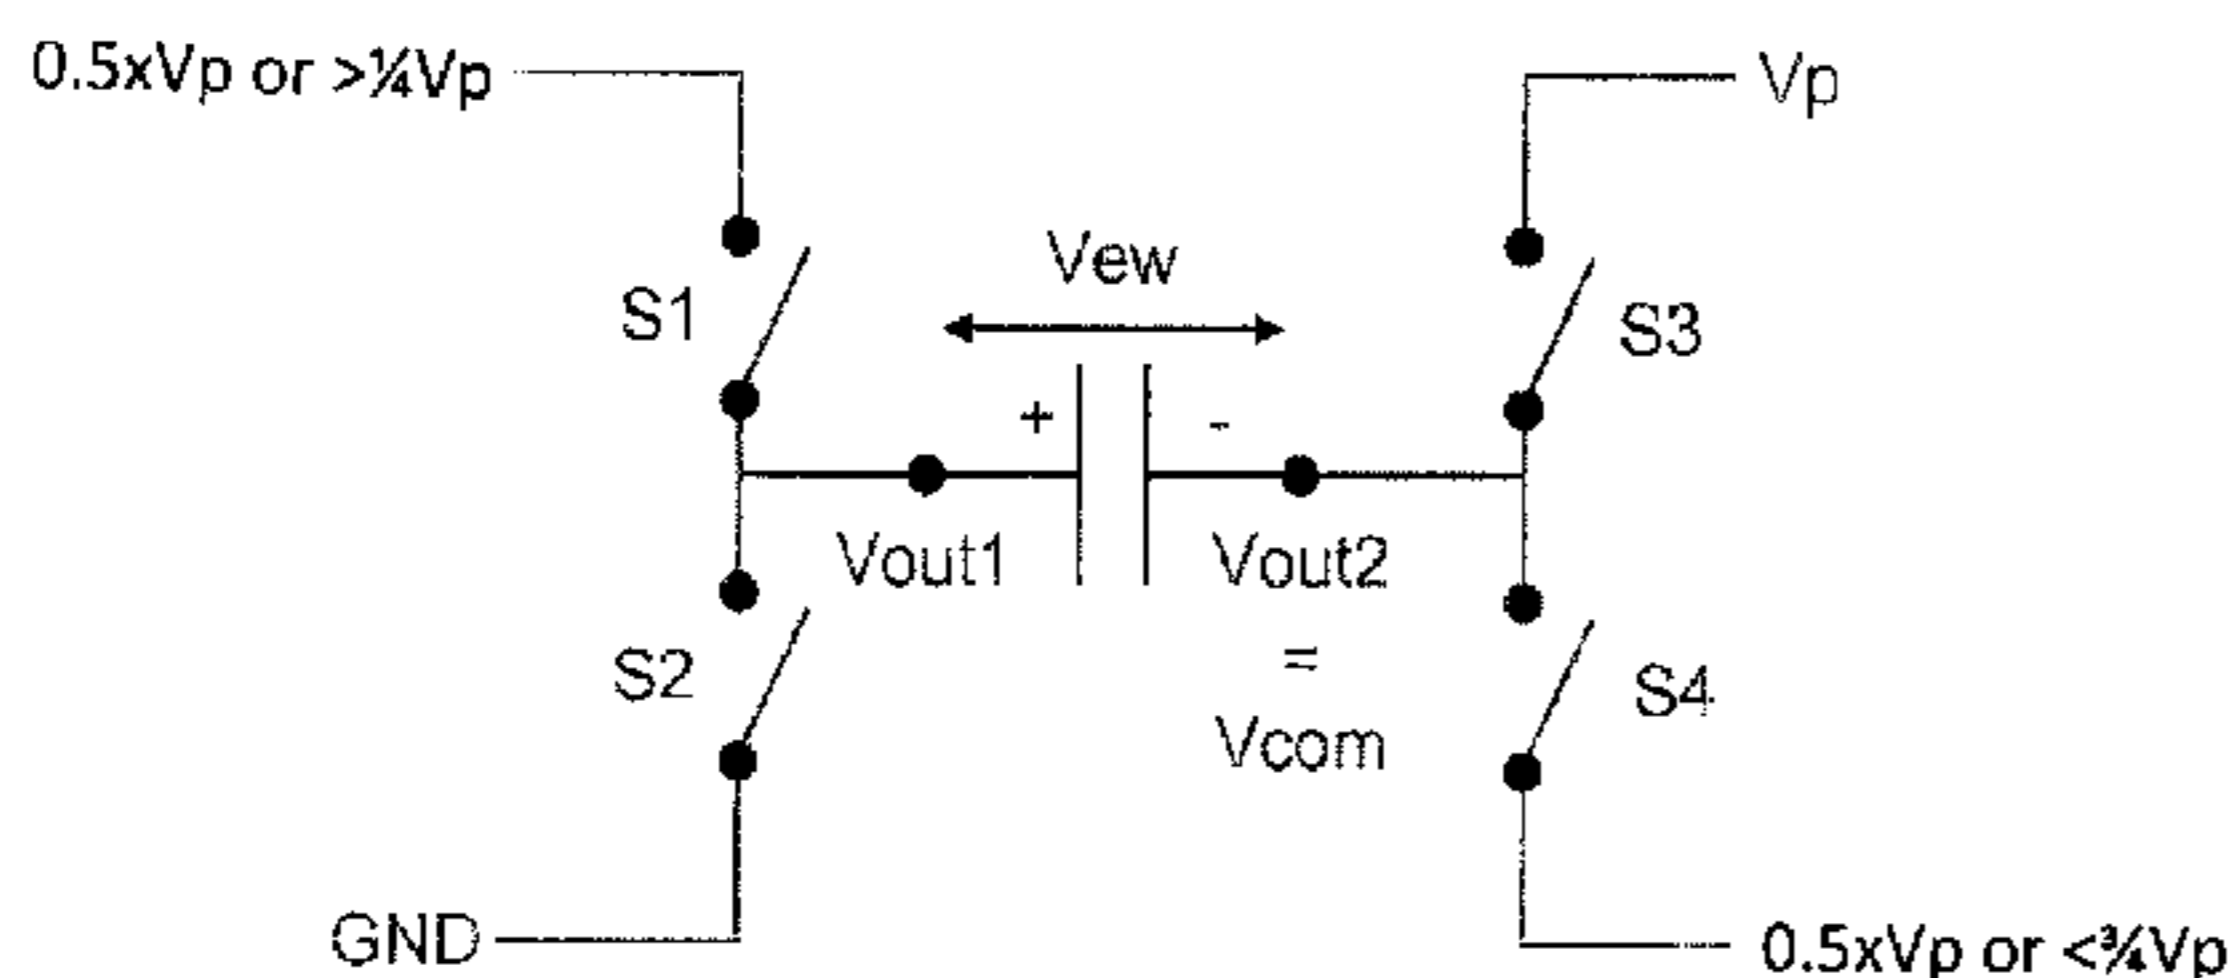 0.5xVp or >¼Vp
Vp
Vew
S1
S3
+
-
Vout1
Vout2
=
Vcom
S2
S4
GND
0.5xVp or <¾Vp